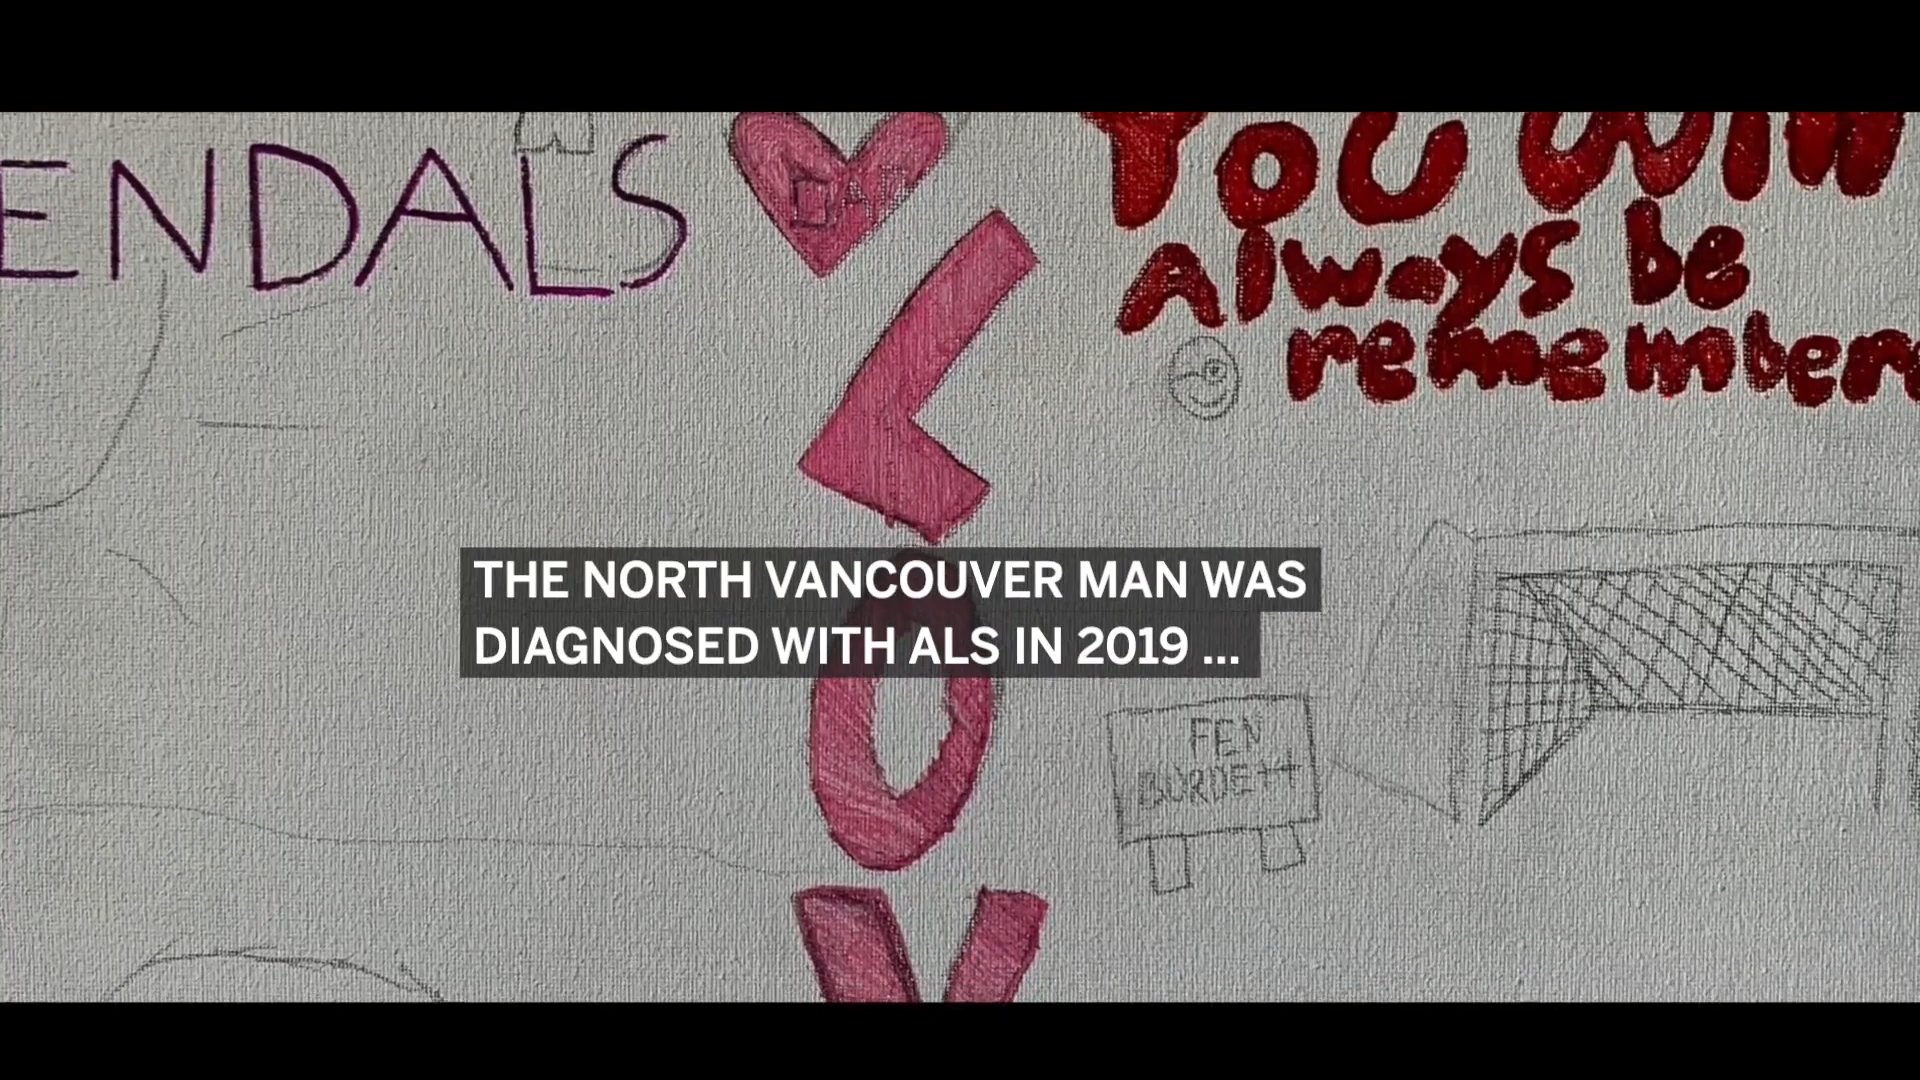 ENDALS
DAD
You will
Always be
remember
L
O
V
THE NORTH VANCOUVER MAN WAS
DIAGNOSED WITH ALS IN 2019 ...
FEN
BURDETT